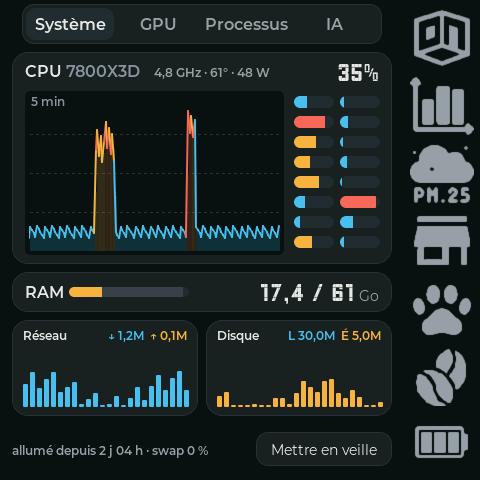 Système GPU Processus IA
CPU 7800X3D 4,8 GHz · 61° · 48 W 35%
5 min
RAM 17,4 / 61 Go
Réseau ↓ 1,2M ↑ 0,1M
Disque L 30,0M É 5,0M
allumé depuis 2 j 04 h · swap 0 %
Mettre en veille
PM.25